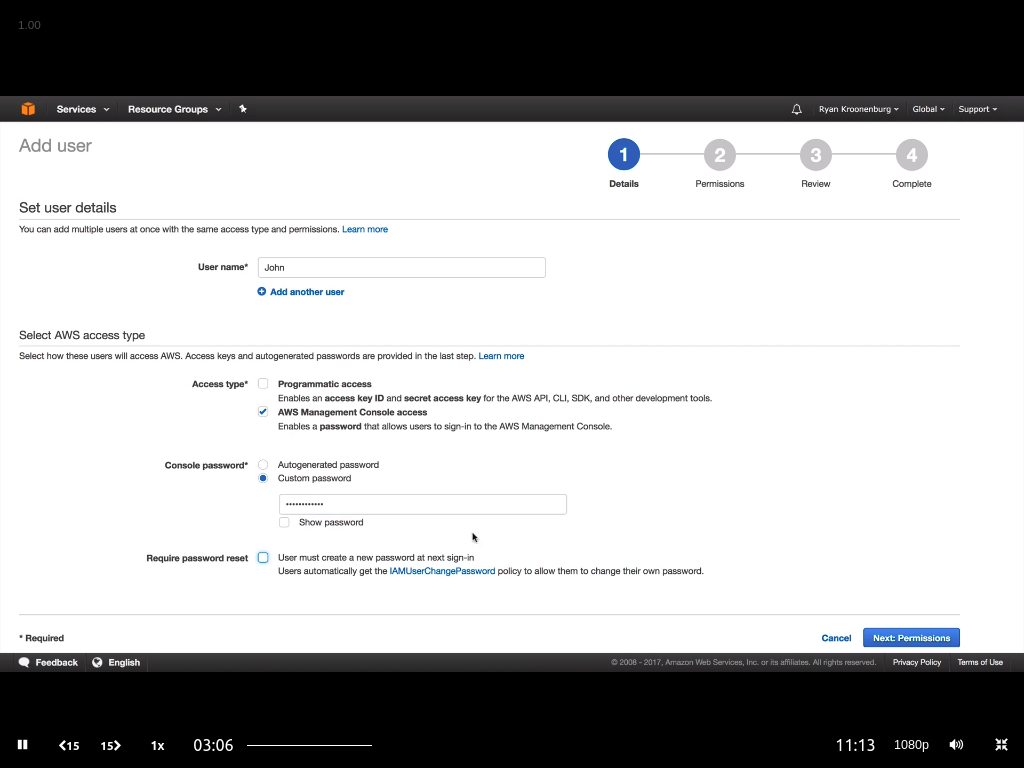 1.00
Services Resource Groups Ryan Kroonenburg Global Support
Add user
1 2 3 4
Details Permissions Review Complete
Set user details
You can add multiple users at once with the same access type and permissions. Learn more
User name* John
Add another user
Select AWS access type
Select how these users will access AWS. Access keys and autogenerated passwords are provided in the last step. Learn more
Access type* Programmatic access
Enables an access key ID and secret access key for the AWS API, CLI, SDK, and other development tools.
AWS Management Console access
Enables a password that allows users to sign-in to the AWS Management Console.
Console password* Autogenerated password
Custom password
••••••••••••
Show password
Require password reset User must create a new password at next sign-in
Users automatically get the IAMUserChangePassword policy to allow them to change their own password.
* Required Cancel Next: Permissions
Feedback English © 2008 - 2017, Amazon Web Services, Inc. or its affiliates. All rights reserved. Privacy Policy Terms of Use
15 15 1x 03:06 11:13 1080p